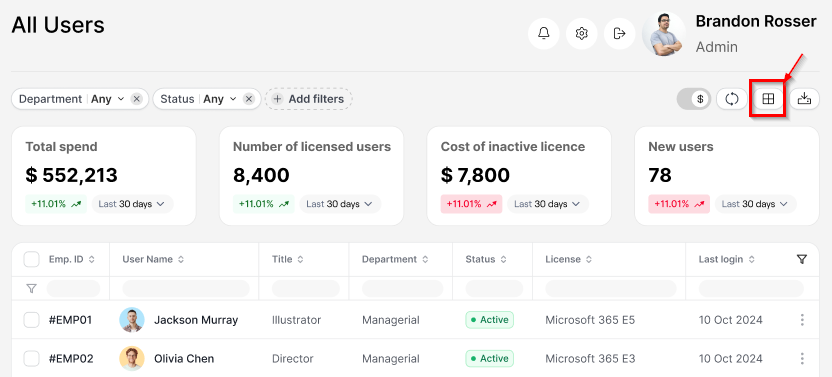 All Users
Brandon Rosser
Admin
Department Any
Status Any
Add filters
$
Total spend
$ 552,213
+11.01%
Last 30 days
Number of licensed users
8,400
+11.01%
Last 30 days
Cost of inactive licence
$ 7,800
+11.01%
Last 30 days
New users
78
+11.01%
Last 30 days
Emp. ID User Name Title Department Status License Last login
#EMP01 Jackson Murray Illustrator Managerial Active Microsoft 365 E5 10 Oct 2024
#EMP02 Olivia Chen Director Managerial Active Microsoft 365 E3 10 Oct 2024